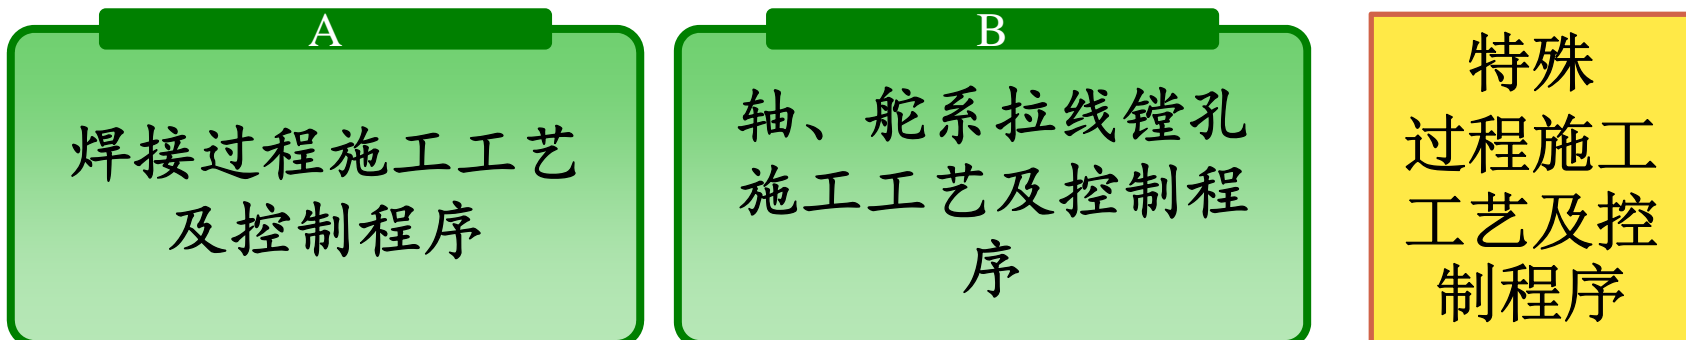 A
焊接过程施工工艺
及控制程序
B
轴、舵系拉线镗孔
施工工艺及控制程
序
特殊
过程施工
工艺及控
制程序